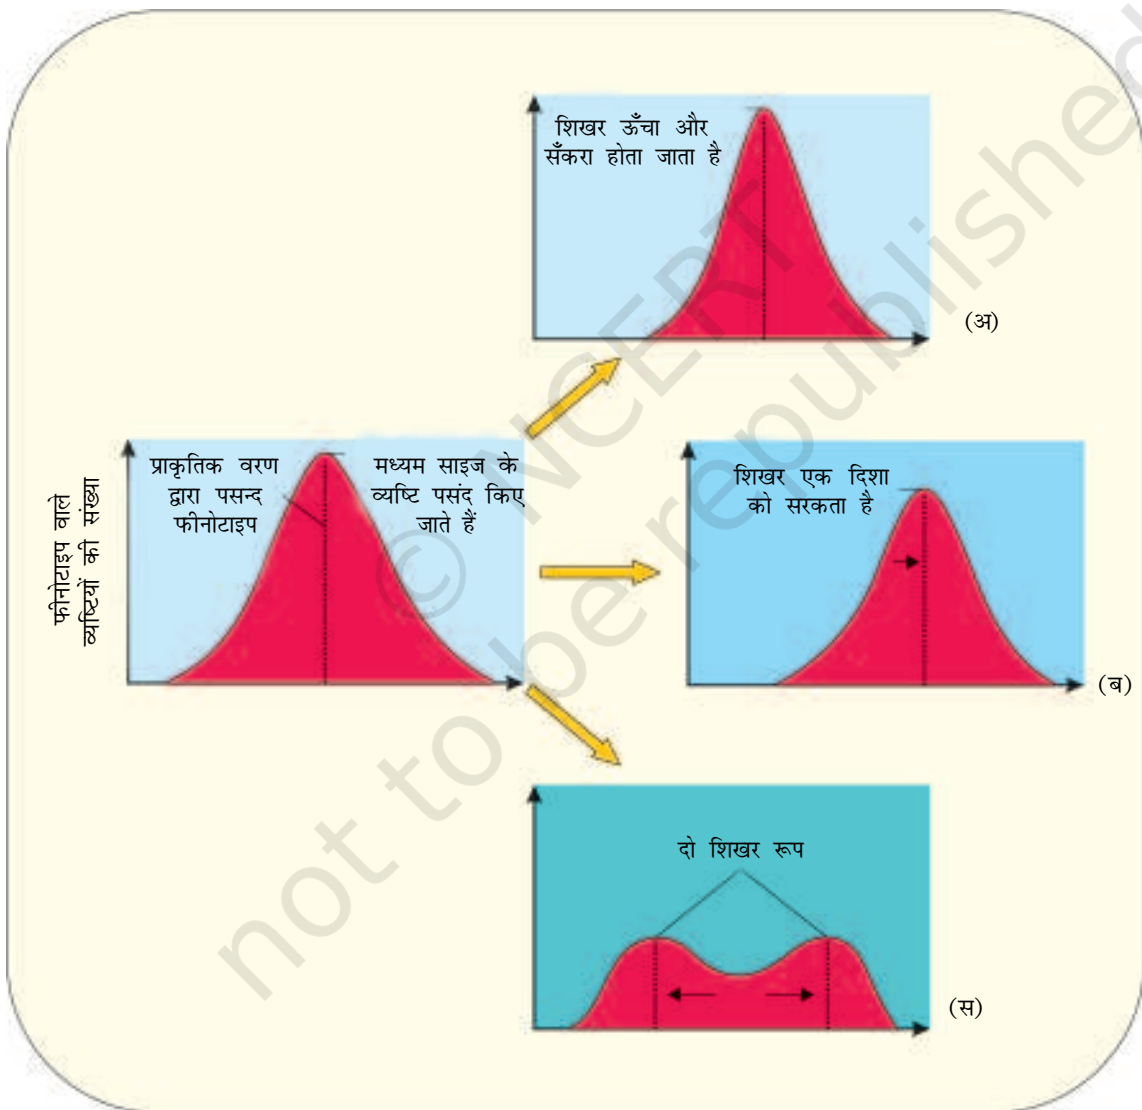 शिखर ऊँचा और
सँकरा होता जाता है
(अ)
फीनोटाइप वाले
व्यष्टियों की संख्या
प्राकृतिक वरण
द्वारा पसन्द
फीनोटाइप
मध्यम साइज के
व्यष्टि पसंद किए
जाते हैं
शिखर एक दिशा
को सरकता है
(ब)
दो शिखर रूप
(स)
© NCERT
not to be republished